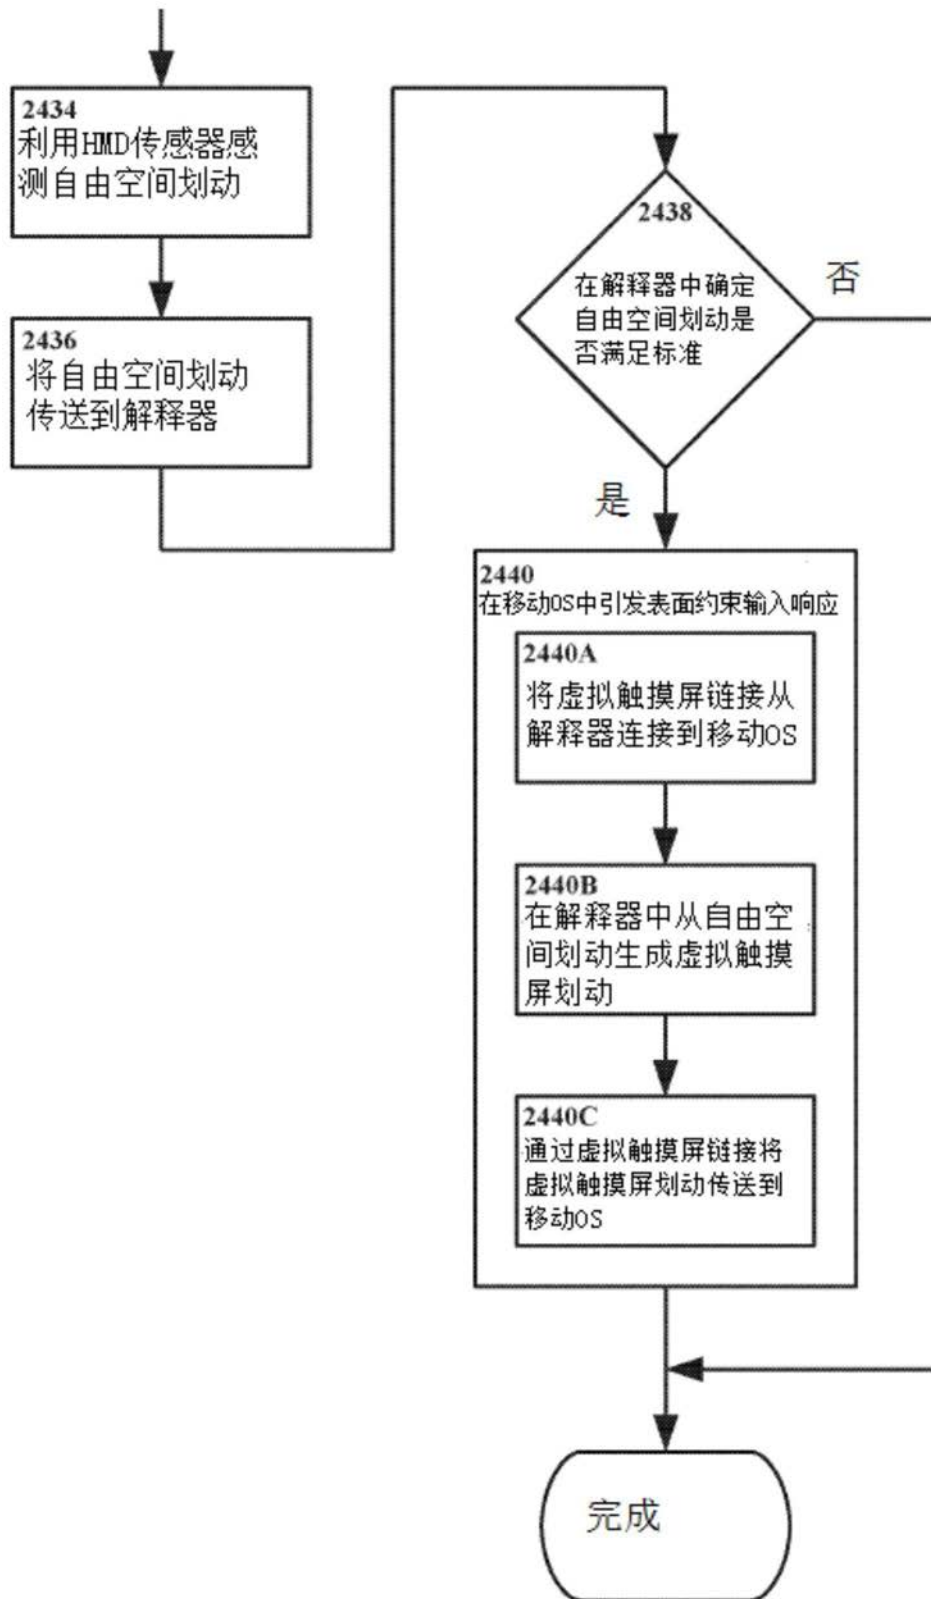 2434
利用HMD传感器感
测自由空间划动
2436
将自由空间划动
传送到解释器
2438
在解释器中确定
自由空间划动是
否满足标准
否
是
2440
在移动OS中引发表面约束输入响应
2440A
将虚拟触摸屏链接从
解释器连接到移动OS
2440B
在解释器中从自由空
间划动生成虚拟触摸
屏划动
2440C
通过虚拟触摸屏链接将
虚拟触摸屏划动传送到
移动OS
完成